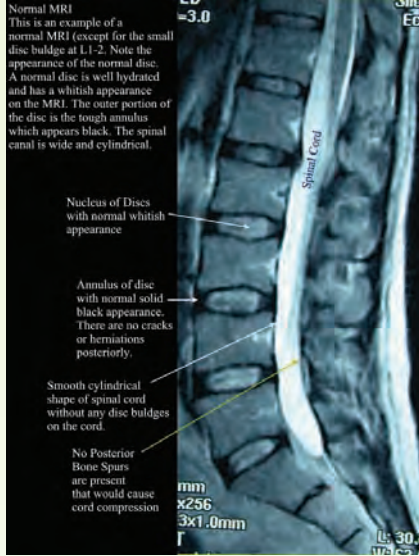 Normal MRI
This is an example of a
normal MRI (except for the small
disc buldge at L1-2. Note the
appearance of the normal disc.
A normal disc is well hydrated
and has a whitish appearance
on the MRI. The outer portion of
the disc is the tough annulus
which appears black. The spinal
canal is wide and cylindrical.
=3.0
Ec
Spinal Cord
Nucleus of Discs
with normal whitish
appearance
Annulus of disc
with normal solid
black appearance.
There are no cracks
or herniations
posteriorly.
Smooth cylindrical
shape of spinal cord
without any disc buldges
on the cord.
No Posterior
Bone Spurs
are present
that would cause
cord compression
mm
x256
3x1.0mm
L: 30